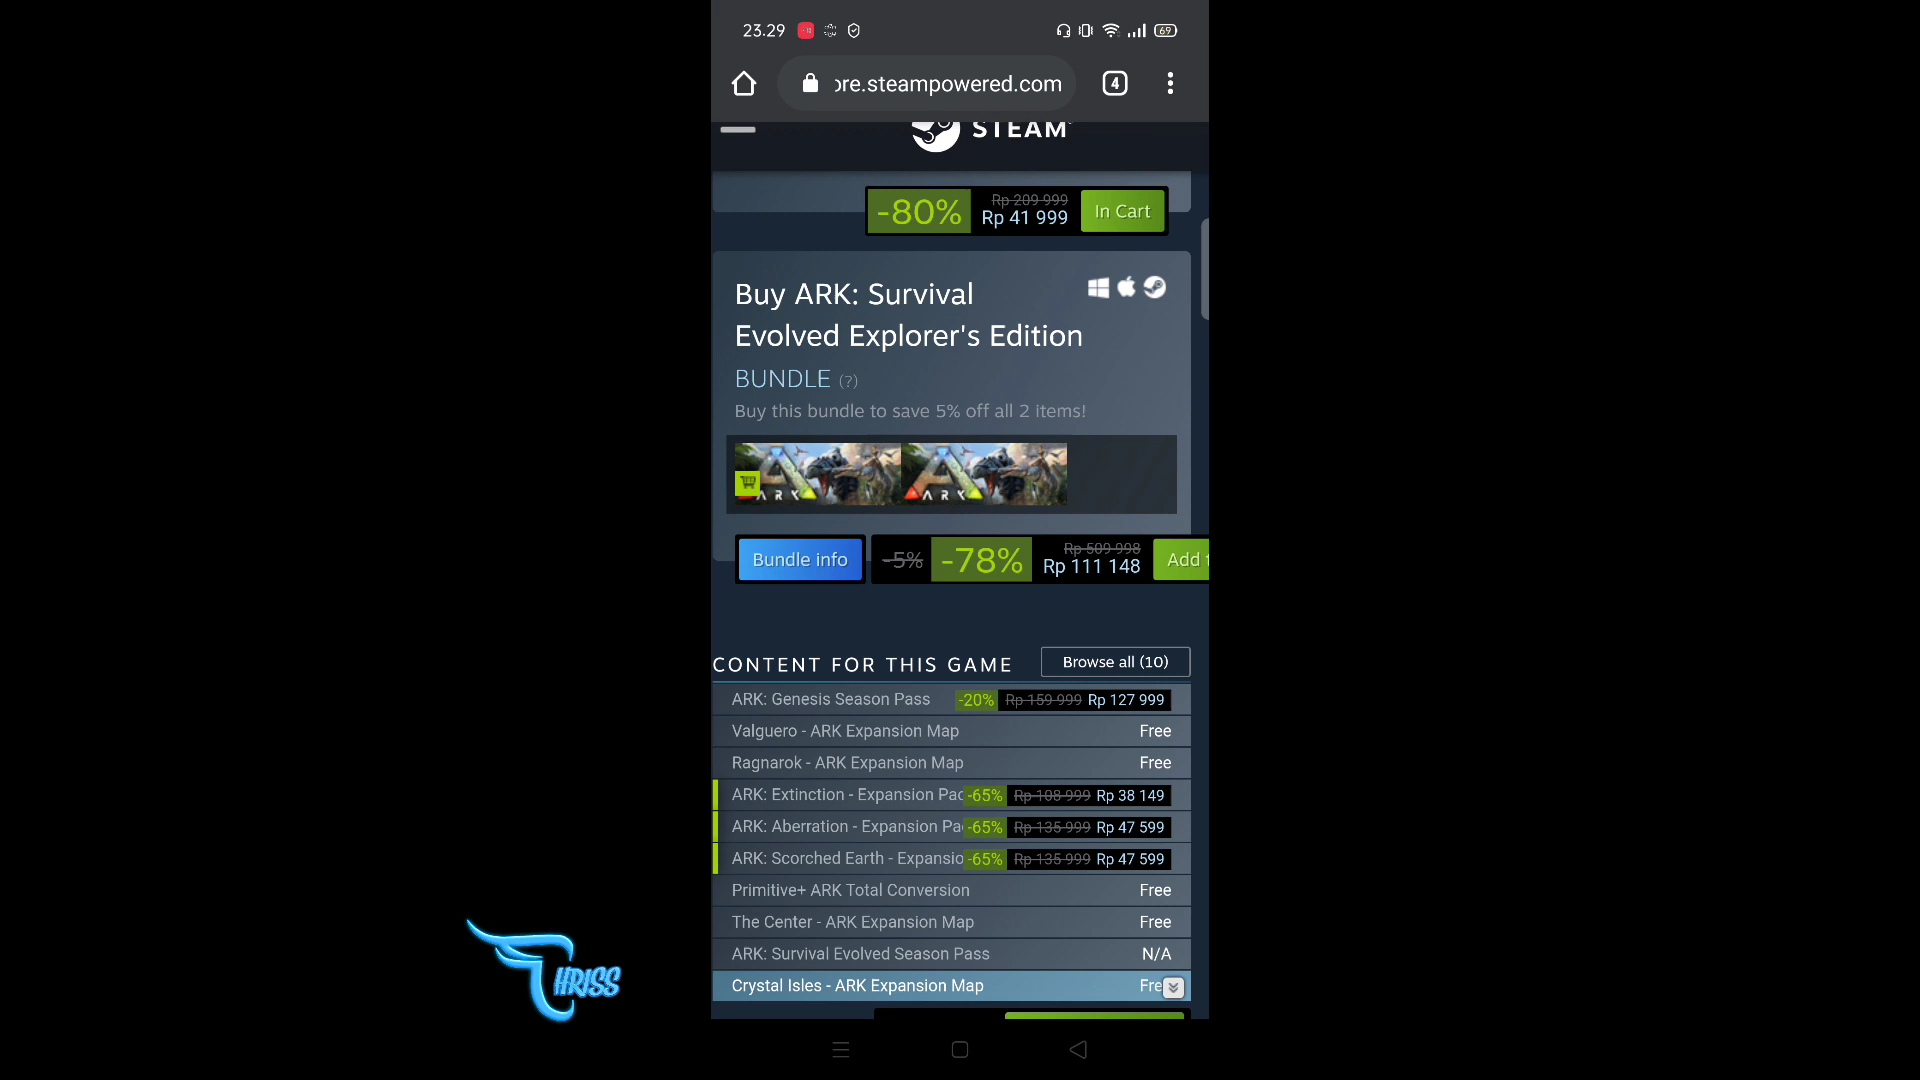 23.29
69
ore.steampowered.com
4
STEAM
-80%
Rp 209 999
Rp 41 999
In Cart
Buy ARK: Survival
Evolved Explorer's Edition
BUNDLE (?)
Buy this bundle to save 5% off all 2 items!
ARK ARK
Bundle info
-5%
-78%
Rp 509 998
Rp 111 148
Add t
CONTENT FOR THIS GAME
Browse all (10)
ARK: Genesis Season Pass -20% Rp 159 999 Rp 127 999
Valguero - ARK Expansion Map Free
Ragnarok - ARK Expansion Map Free
ARK: Extinction - Expansion Pac -65% Rp 108 999 Rp 38 149
ARK: Aberration - Expansion Pa -65% Rp 135 999 Rp 47 599
ARK: Scorched Earth - Expansio -65% Rp 135 999 Rp 47 599
Primitive+ ARK Total Conversion Free
The Center - ARK Expansion Map Free
ARK: Survival Evolved Season Pass N/A
Crystal Isles - ARK Expansion Map Fre
THRISS